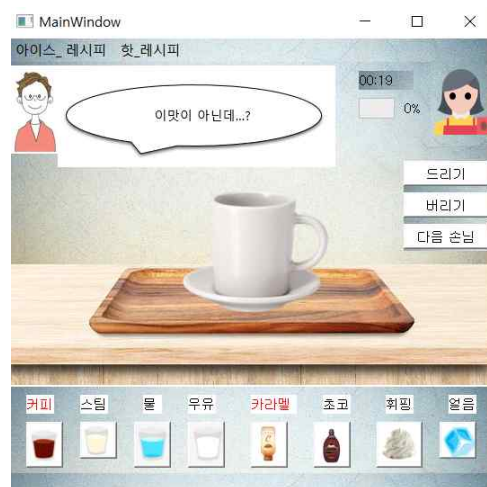 MainWindow
아이스_ 레시피 핫_레시피
이맛이 아닌데...?
00:19
0%
드리기
버리기
다음 손님
커피 스팀 물 우유 카라멜 초코 휘핑 얼음